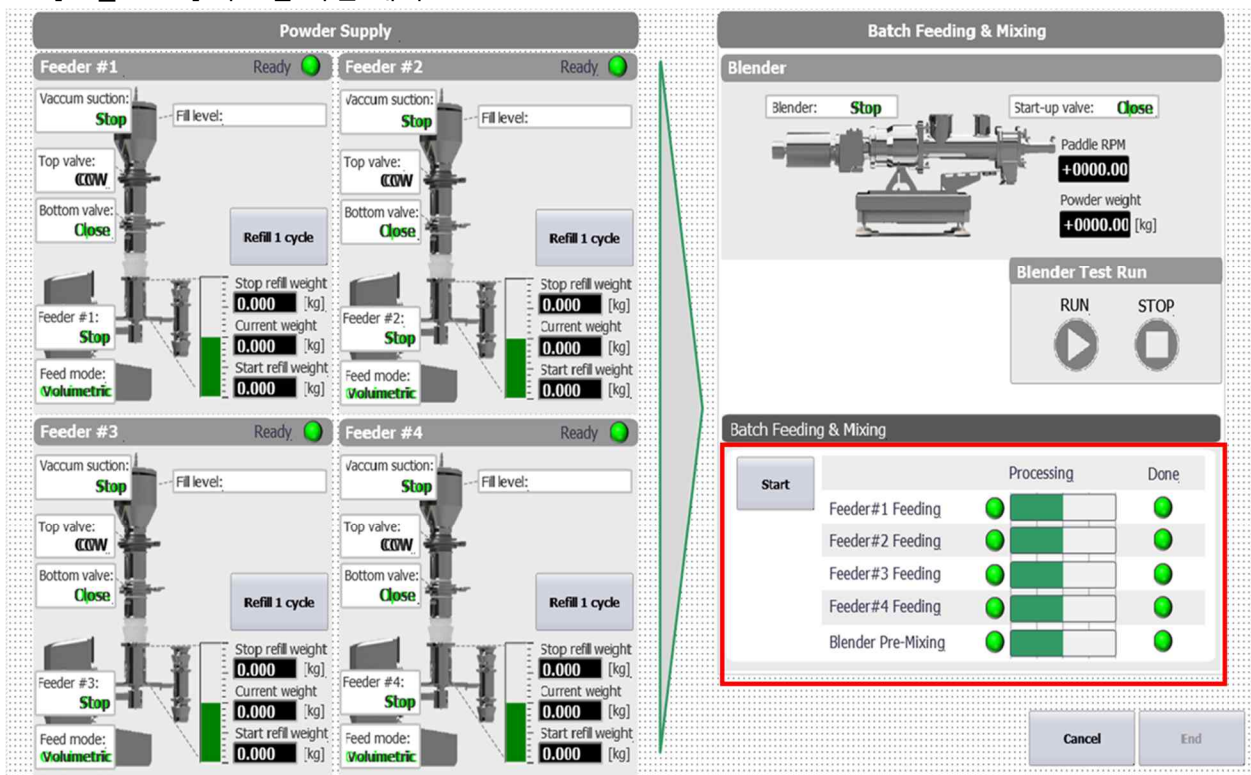 Powder Supply
Feeder #1
Ready
Vaccum suction:
Stop
Fill level:
Top valve:
Bottom valve:
Close
Refill 1 cycle
Stop refill weight
0.000 [kg]
Current weight
0.000 [kg]
Start refill weight
0.000 [kg]
Feeder #1:
Stop
Feed mode:
Volumetric
Feeder #2
Ready
Vaccum suction:
Stop
Fill level:
Top valve:
Bottom valve:
Close
Refill 1 cycle
Stop refill weight
0.000 [kg]
Current weight
0.000 [kg]
Start refill weight
0.000 [kg]
Feeder #2:
Stop
Feed mode:
Volumetric
Feeder #3
Ready
Vaccum suction:
Stop
Fill level:
Top valve:
Bottom valve:
Close
Refill 1 cycle
Stop refill weight
0.000 [kg]
Current weight
0.000 [kg]
Start refill weight
0.000 [kg]
Feeder #3:
Stop
Feed mode:
Volumetric
Feeder #4
Ready
Vaccum suction:
Stop
Fill level:
Top valve:
Bottom valve:
Close
Refill 1 cycle
Stop refill weight
0.000 [kg]
Current weight
0.000 [kg]
Start refill weight
0.000 [kg]
Feeder #4:
Stop
Feed mode:
Volumetric
Batch Feeding & Mixing
Blender
Blender: Stop
Start-up valve: Close
Paddle RPM
+0000.00
Powder weight
+0000.00 [kg]
Blender Test Run
RUN STOP
Batch Feeding & Mixing
Start
Processing Done
Feeder#1 Feeding
Feeder#2 Feeding
Feeder#3 Feeding
Feeder#4 Feeding
Blender Pre-Mixing
Cancel
End